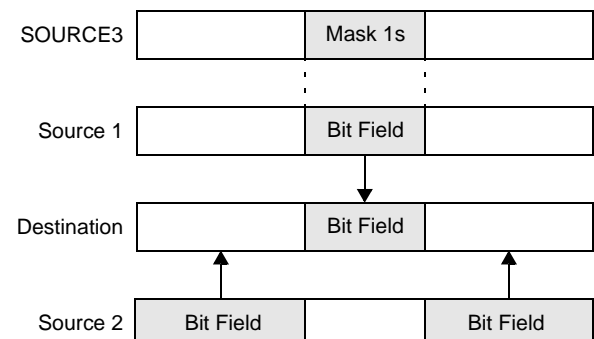 SOURCE3 Mask 1s
Source 1 Bit Field
Destination Bit Field
Source 2 Bit Field Bit Field